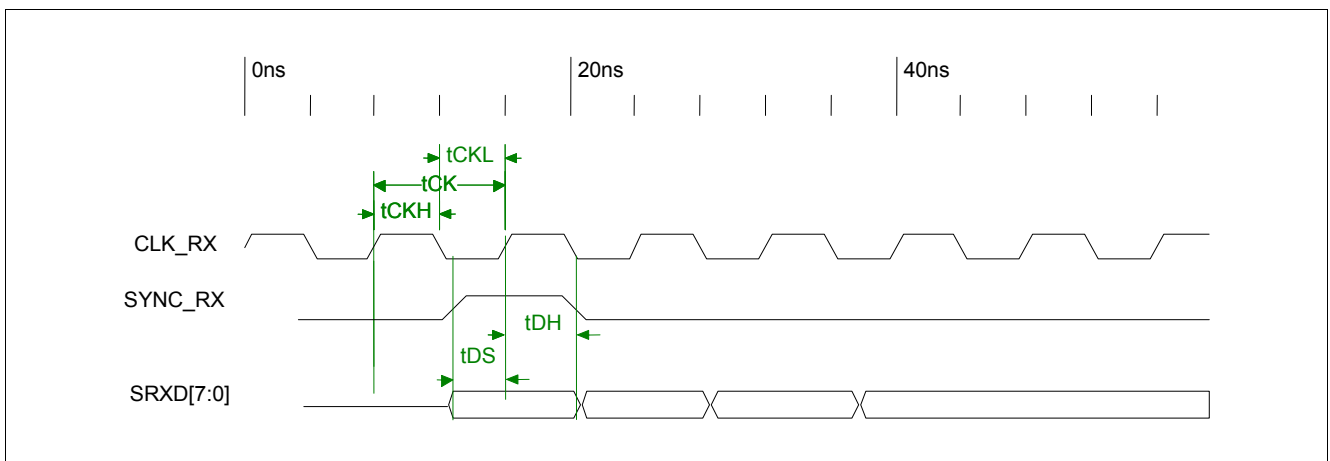 0ns 20ns 40ns
tCKL
tCK
tCKH
CLK_RX
SYNC_RX
tDH
tDS
SRXD[7:0]